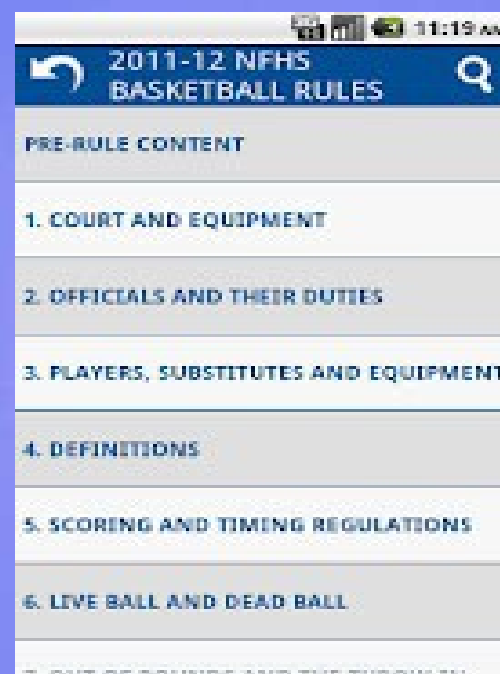 11:19 AM
2011-12 NFHS
BASKETBALL RULES
PRE-RULE CONTENT
1. COURT AND EQUIPMENT
2. OFFICIALS AND THEIR DUTIES
3. PLAYERS, SUBSTITUTES AND EQUIPMENT
4. DEFINITIONS
5. SCORING AND TIMING REGULATIONS
6. LIVE BALL AND DEAD BALL